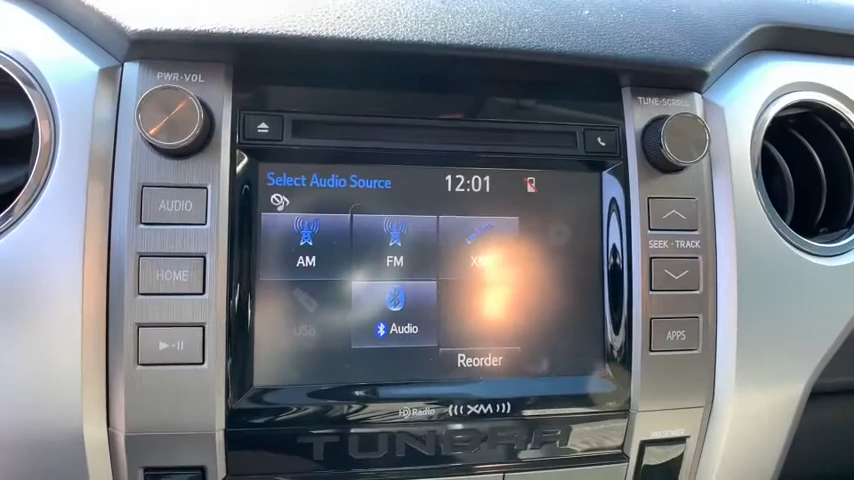 PWR•VOL
TUNE•SCROLL
AUDIO
HOME
SEEK•TRACK
APPS
Select Audio Source
12:01
AM
FM
XM
USB
Audio
Reorder
HD Radio
((( XM )))
TUNDRA
PASSENGER